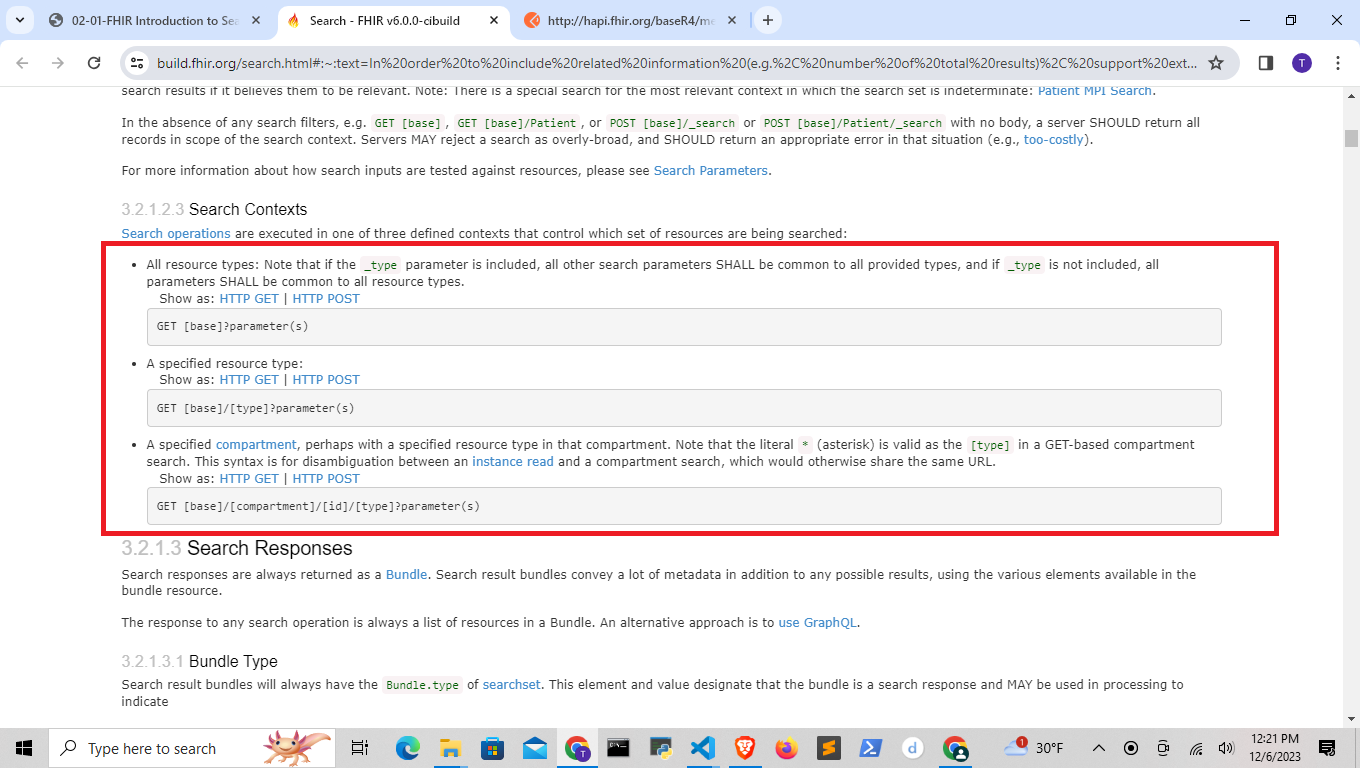 02-01-FHIR Introduction to Sea
Search - FHIR v6.0.0-cibuild
http://hapi.fhir.org/baseR4/me
build.fhir.org/search.html#:~:text=In%20order%20to%20include%20related%20information%20(e.g.%2C%20number%20of%20total%20results)%2C%20support%20ext...
T
search results if it believes them to be relevant. Note: There is a special search for the most relevant context in which the search set is indeterminate: Patient MPI Search.
In the absence of any search filters, e.g. GET [base], GET [base]/Patient, or POST [base]/_search or POST [base]/Patient/_search with no body, a server SHOULD return all
records in scope of the search context. Servers MAY reject a search as overly-broad, and SHOULD return an appropriate error in that situation (e.g., too-costly).
For more information about how search inputs are tested against resources, please see Search Parameters.
3.2.1.2.3 Search Contexts
Search operations are executed in one of three defined contexts that control which set of resources are being searched:
• All resource types: Note that if the _type parameter is included, all other search parameters SHALL be common to all provided types, and if _type is not included, all
parameters SHALL be common to all resource types.
Show as: HTTP GET | HTTP POST
GET [base]?parameter(s)
• A specified resource type:
Show as: HTTP GET | HTTP POST
GET [base]/[type]?parameter(s)
• A specified compartment, perhaps with a specified resource type in that compartment. Note that the literal * (asterisk) is valid as the [type] in a GET-based compartment
search. This syntax is for disambiguation between an instance read and a compartment search, which would otherwise share the same URL.
Show as: HTTP GET | HTTP POST
GET [base]/[compartment]/[id]/[type]?parameter(s)
3.2.1.3 Search Responses
Search responses are always returned as a Bundle. Search result bundles convey a lot of metadata in addition to any possible results, using the various elements available in the
bundle resource.
The response to any search operation is always a list of resources in a Bundle. An alternative approach is to use GraphQL.
3.2.1.3.1 Bundle Type
Search result bundles will always have the Bundle.type of searchset. This element and value designate that the bundle is a search response and MAY be used in processing to
indicate
Type here to search
T
d
1
30°F
12:21 PM
12/6/2023